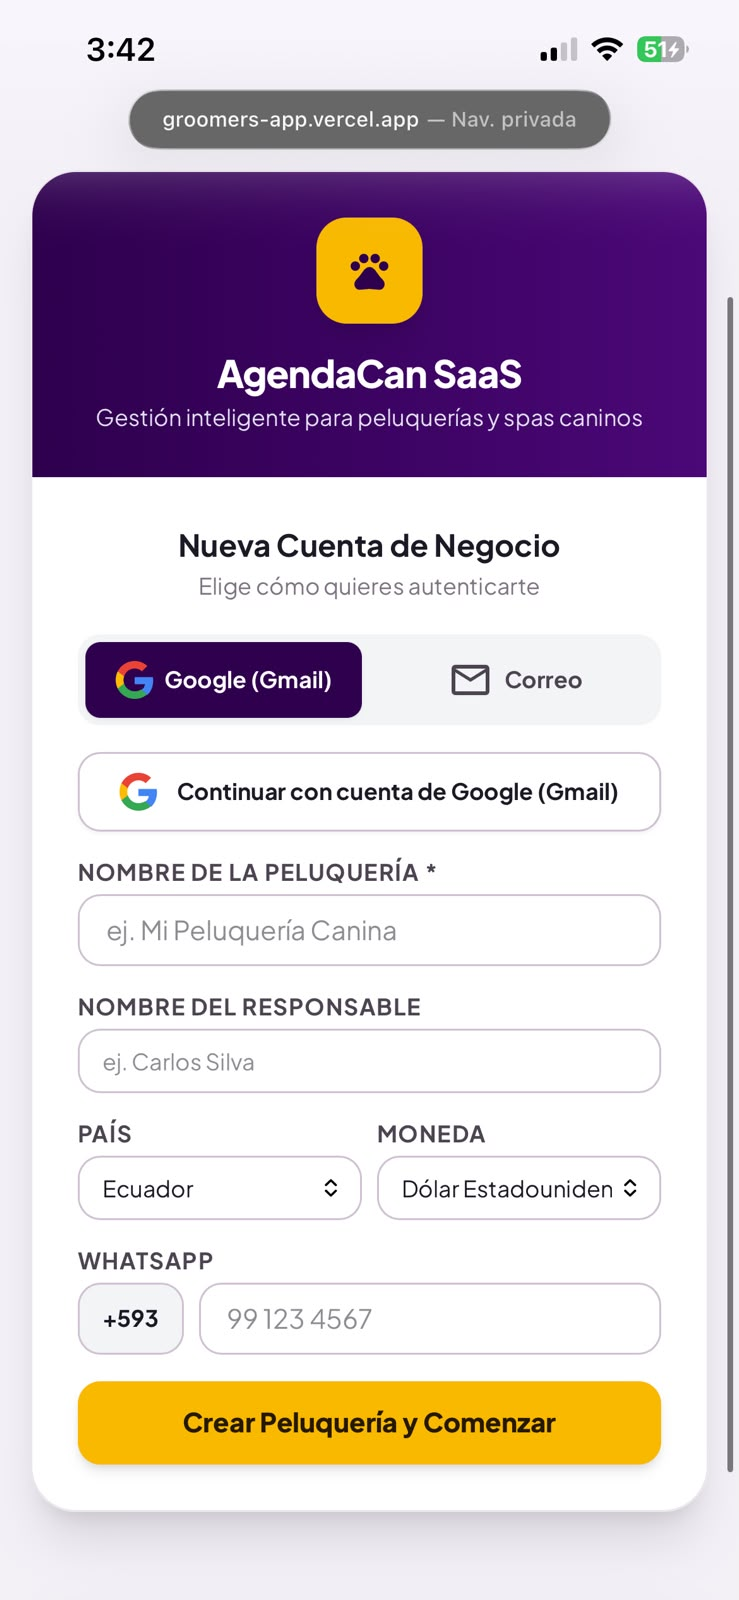 3:42
51
groomers-app.vercel.app — Nav. privada
AgendaCan SaaS
Gestión inteligente para peluquerías y spas caninos
Nueva Cuenta de Negocio
Elige cómo quieres autenticarte
Google (Gmail)
Correo
Continuar con cuenta de Google (Gmail)
NOMBRE DE LA PELUQUERÍA *
ej. Mi Peluquería Canina
NOMBRE DEL RESPONSABLE
ej. Carlos Silva
PAÍS
MONEDA
Ecuador
Dólar Estadouniden
WHATSAPP
+593
99 123 4567
Crear Peluquería y Comenzar